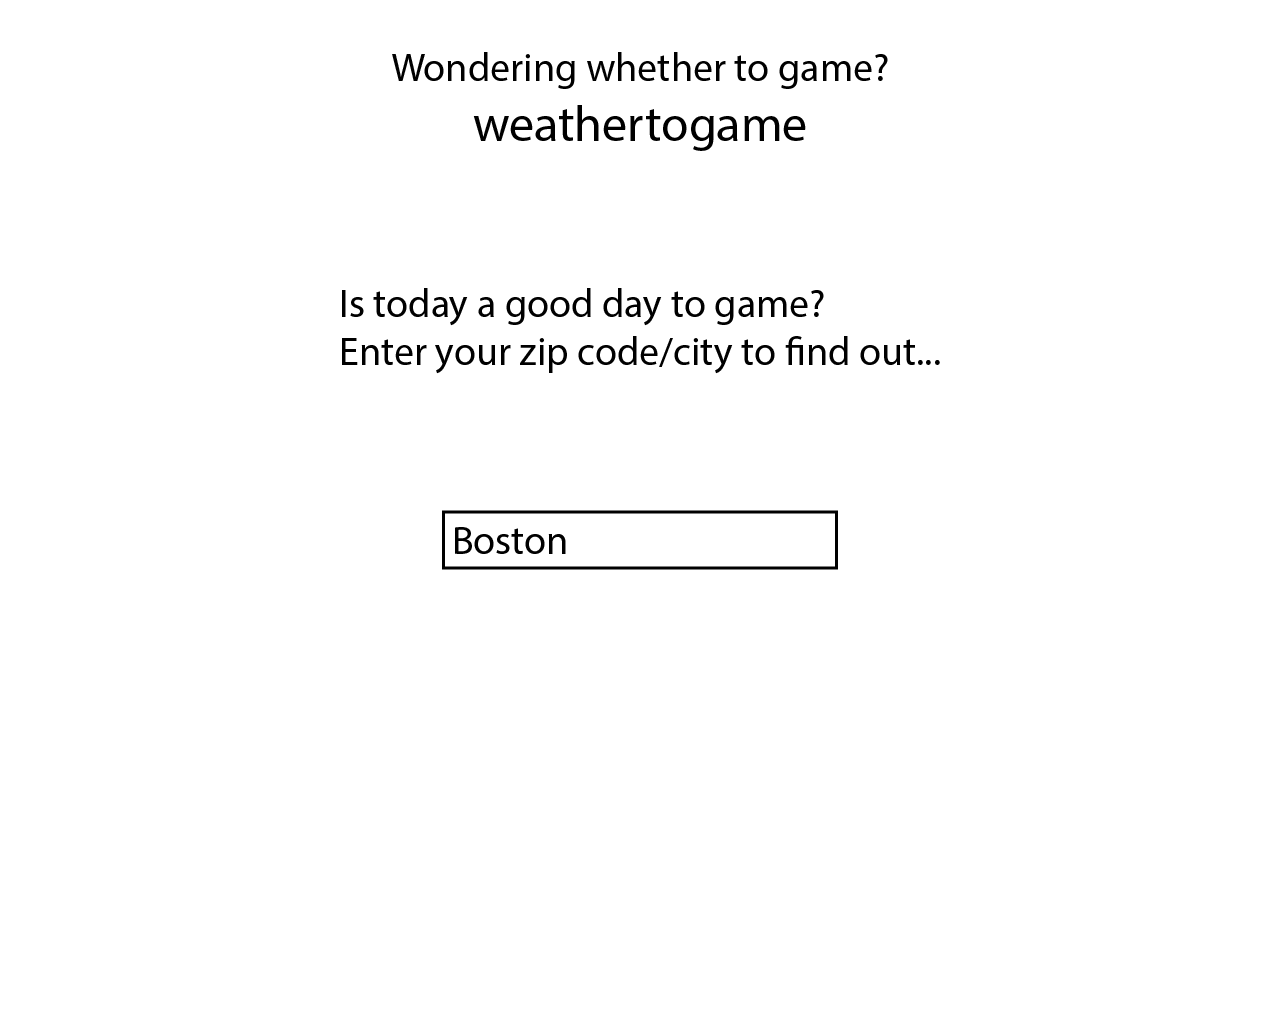 Wondering whether to game?
weathertogame
Is today a good day to game?
Enter your zip code/city to find out...
Boston